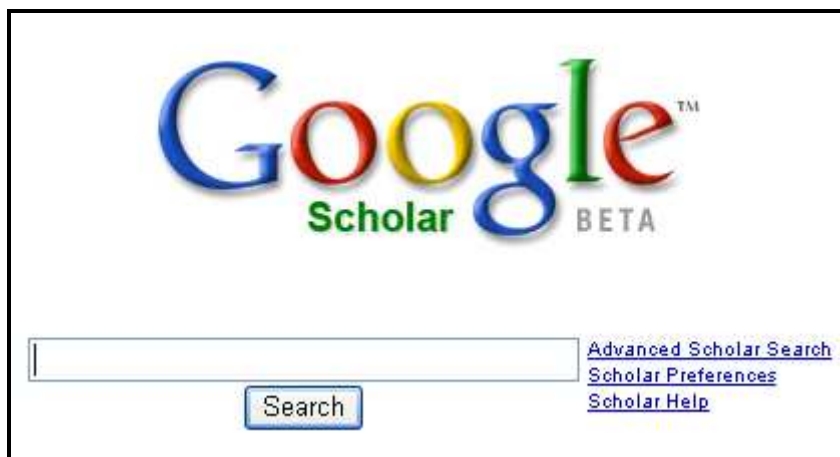 Google™
Scholar BETA
Advanced Scholar Search
Scholar Preferences
Search
Scholar Help